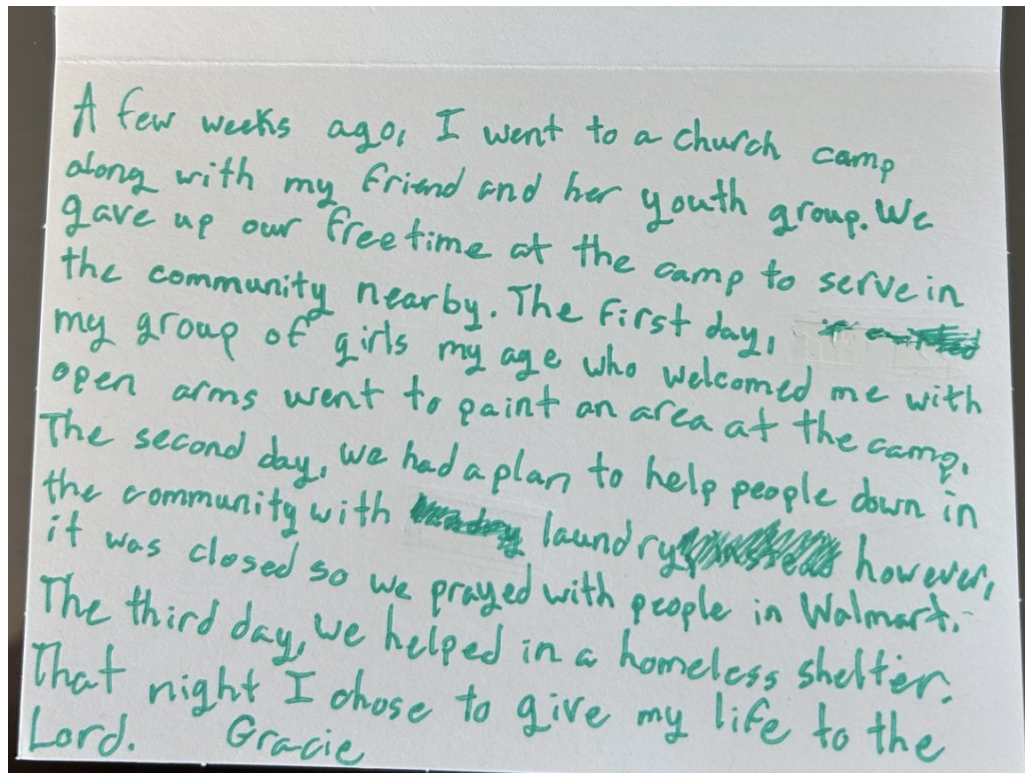 A few weeks ago, I went to a church camp
along with my friend and her youth group. We
gave up our free time at the camp to serve in
the community nearby. The first day,
my group of girls my age who welcomed me with
open arms went to paint an area at the camp.
The second day, we had a plan to help people down in
the community with laundry however,
it was closed so we prayed with people in Walmart.
The third day, we helped in a homeless shelter.
That night I chose to give my life to the
Lord. Gracie